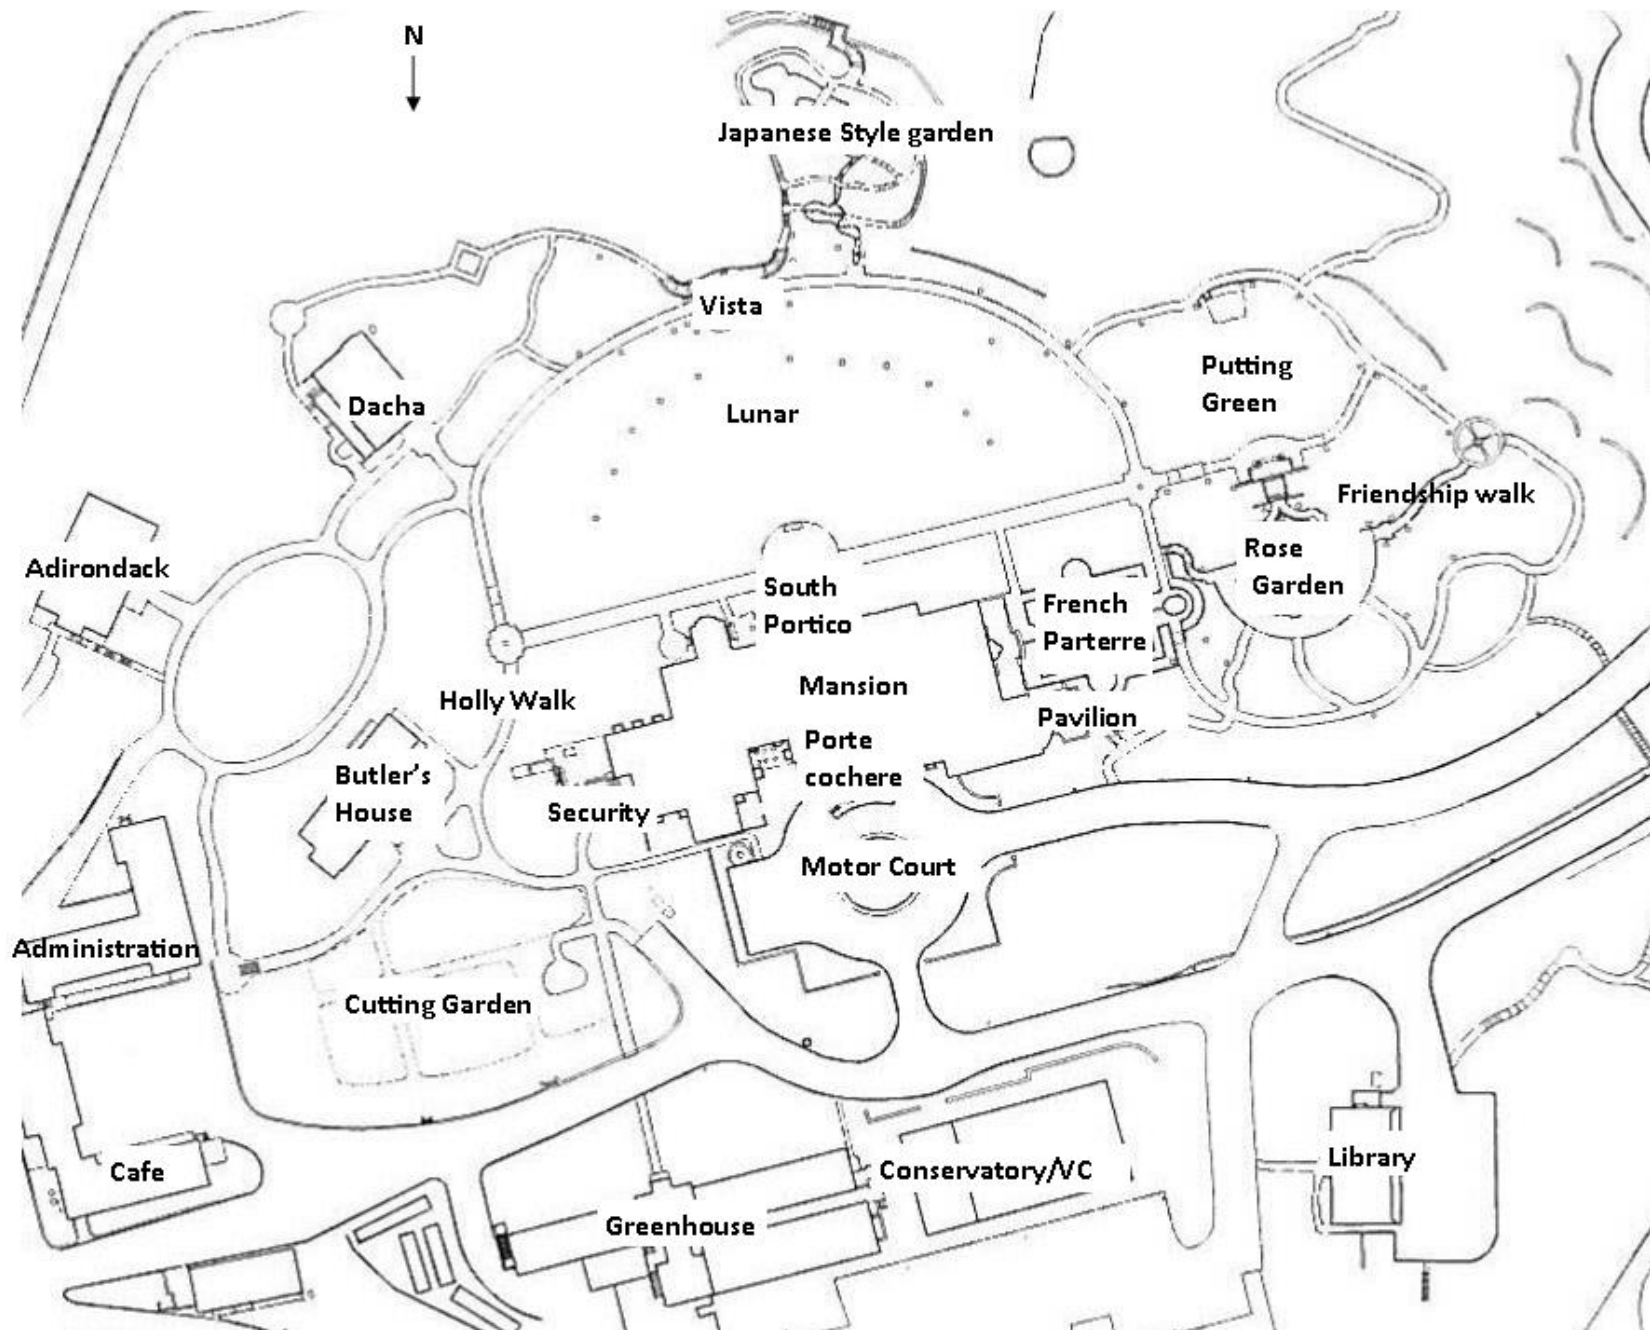 N
Japanese Style garden
Vista
Putting
Green
Dacha
Lunar
Friendship walk
Adirondack
Rose
Garden
South
Portico
French
Parterre
Mansion
Holly Walk
Pavilion
Porte
cochere
Butler's
House
Security
Motor Court
Administration
Cutting Garden
Cafe
Conservatory/VC
Library
Greenhouse